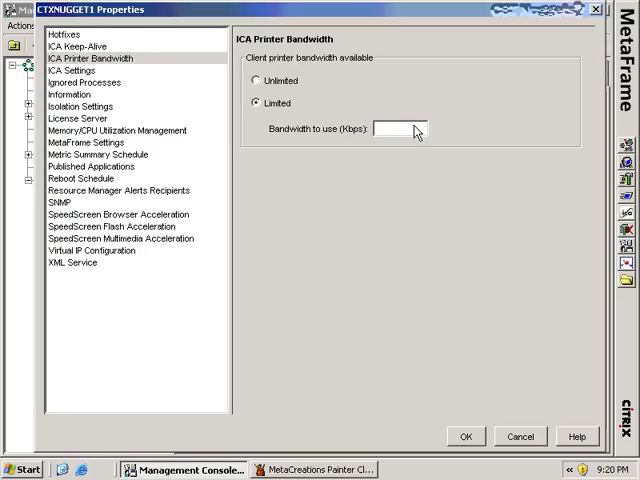 CTXNUGGET1 Properties
Actions
Hotfixes
ICA Keep-Alive
ICA Printer Bandwidth
ICA Settings
Ignored Processes
Information
Isolation Settings
License Server
Memory/CPU Utilization Management
MetaFrame Settings
Metric Summary Schedule
Published Applications
Reboot Schedule
Resource Manager Alerts Recipients
SNMP
SpeedScreen Browser Acceleration
SpeedScreen Flash Acceleration
SpeedScreen Multimedia Acceleration
Virtual IP Configuration
XML Service
ICA Printer Bandwidth
Client printer bandwidth available
Unlimited
Limited
Bandwidth to use (Kbps):
OK
Cancel
Help
MetaFrame
ica
CITRIX
Start
Management Console...
MetaCreations Painter Cl...
«
9:20 PM